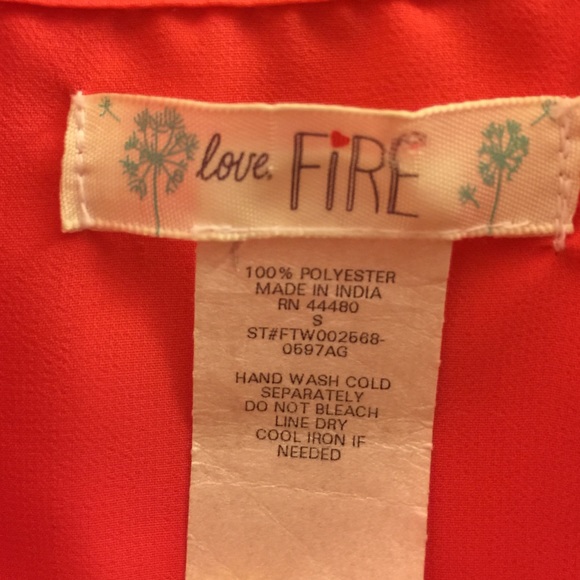 love, FiRE
100% POLYESTER
MADE IN INDIA
RN 44480
S
ST#FTW002568-
0597AG
HAND WASH COLD
SEPARATELY
DO NOT BLEACH
LINE DRY
COOL IRON IF
NEEDED